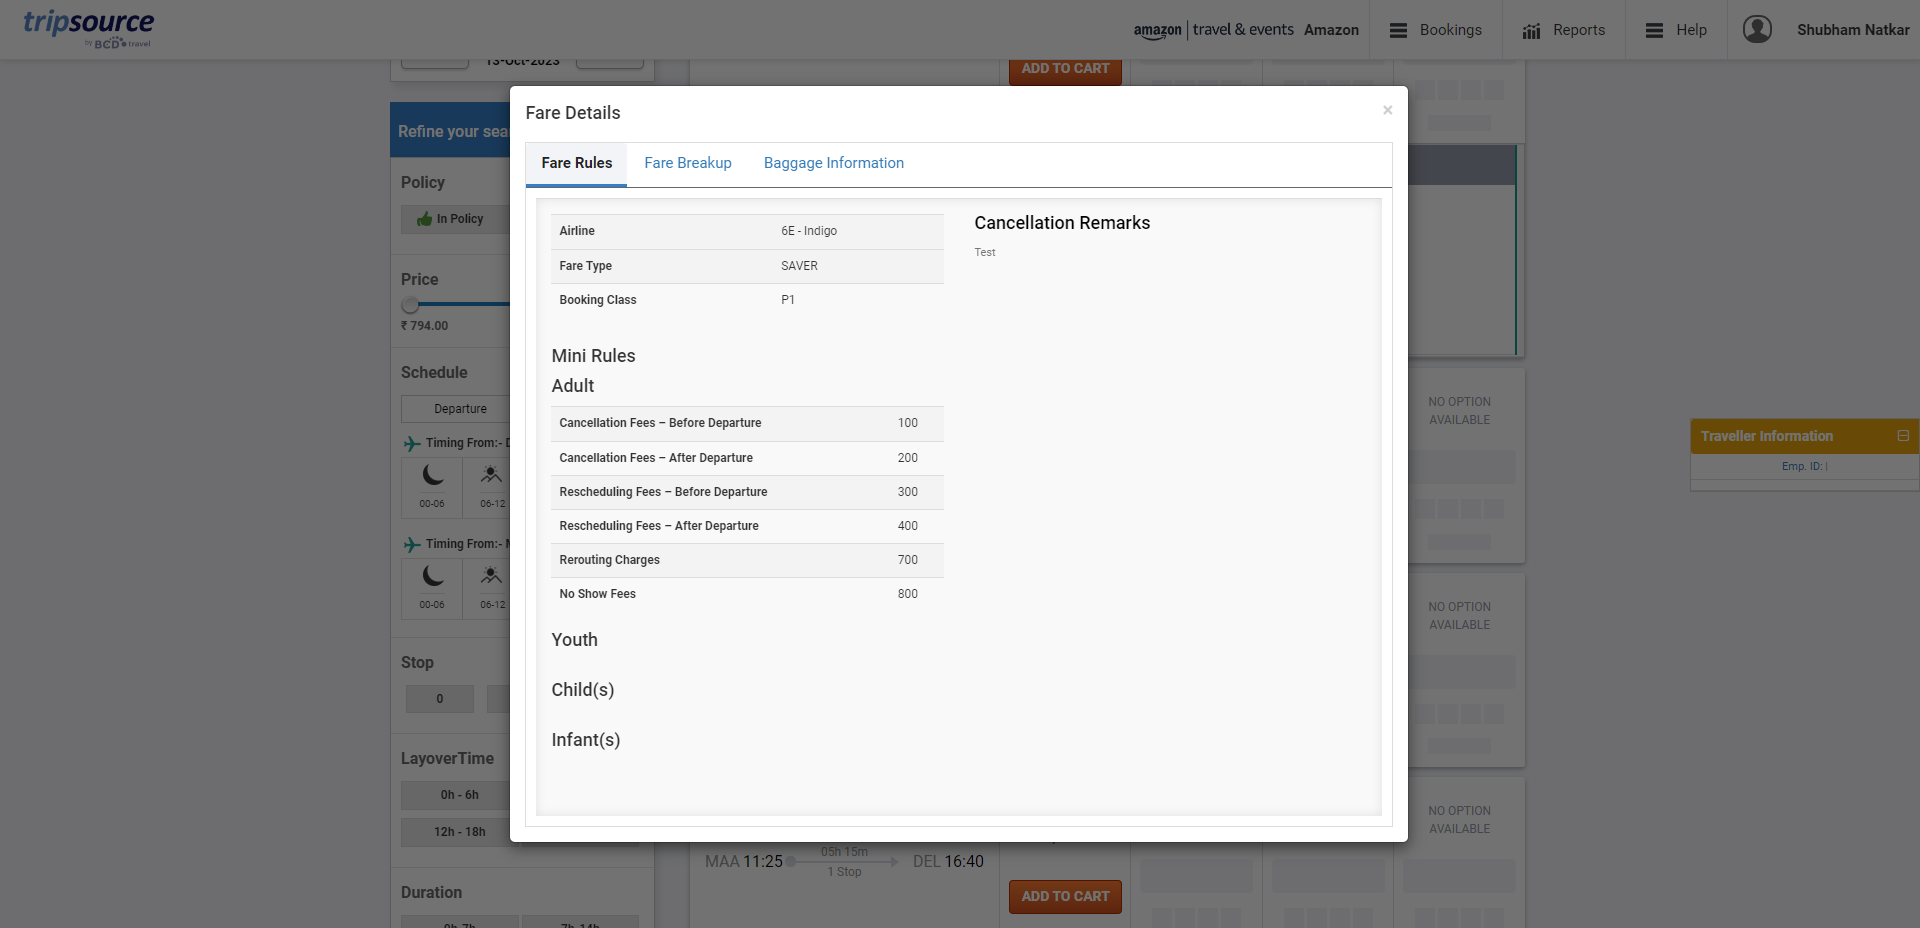 tripsource
by BCD travel
amazon | travel & events Amazon
Bookings
Reports
Help
Shubham Natkar
13-Oct-2023
ADD TO CART
Refine your sea
Policy
In Policy
Price
₹ 794.00
Schedule
Departure
Timing From:- D
00-06
06-12
Timing From:-
00-06
06-12
Stop
0
LayoverTime
0h - 6h
12h - 18h
Duration
0h-7h
7h-14h
Fare Details
×
Fare Rules
Fare Breakup
Baggage Information
Airline 6E - Indigo
Fare Type SAVER
Booking Class P1
Cancellation Remarks
Test
Mini Rules
Adult
Cancellation Fees – Before Departure 100
Cancellation Fees – After Departure 200
Rescheduling Fees – Before Departure 300
Rescheduling Fees – After Departure 400
Rerouting Charges 700
No Show Fees 800
Youth
Child(s)
Infant(s)
MAA 11:25
05h 15m
1 Stop
DEL 16:40
ADD TO CART
NO OPTION
AVAILABLE
NO OPTION
AVAILABLE
NO OPTION
AVAILABLE
Traveller Information
Emp. ID: |